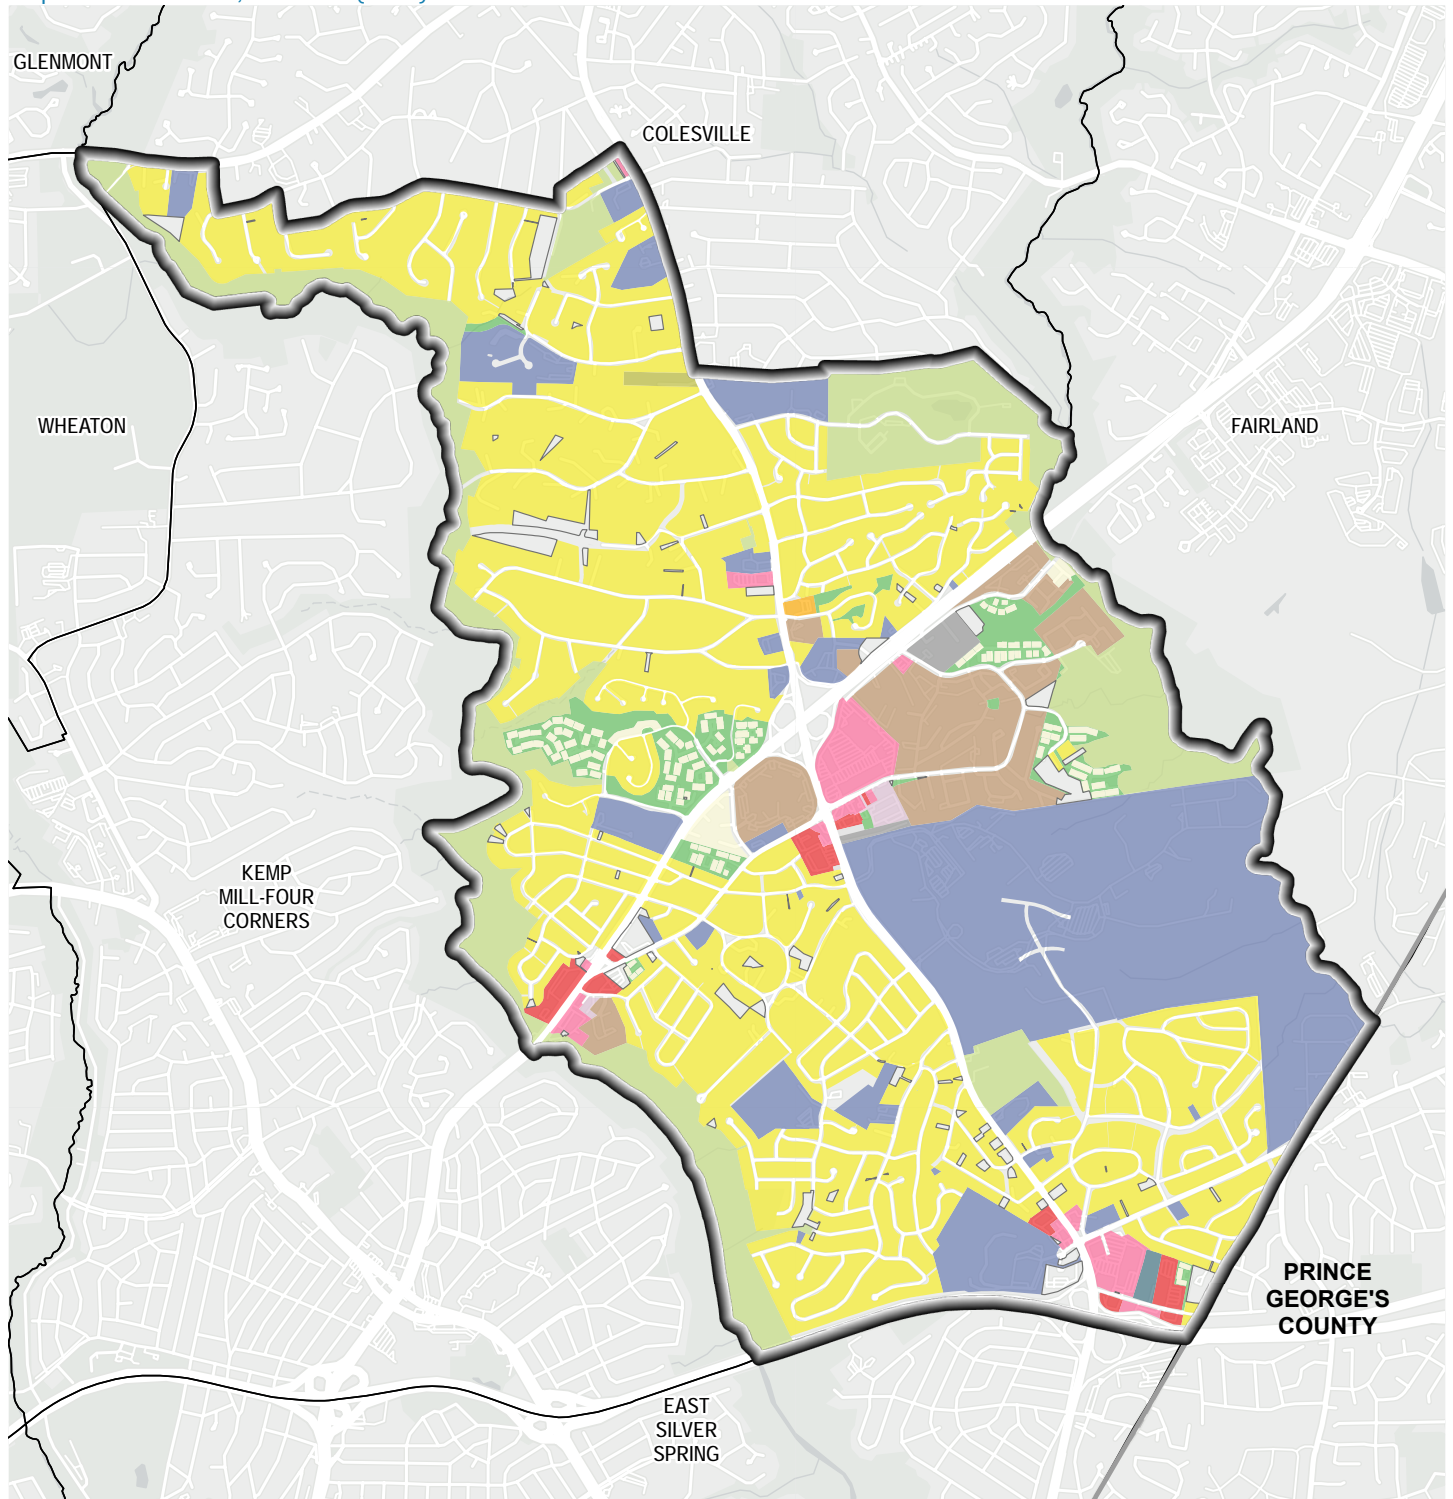 GLENMONT
COLESVILLE
WHEATON
FAIRLAND
KEMP
MILL-FOUR
CORNERS
PRINCE
GEORGE'S
COUNTY
EAST
SILVER
SPRING